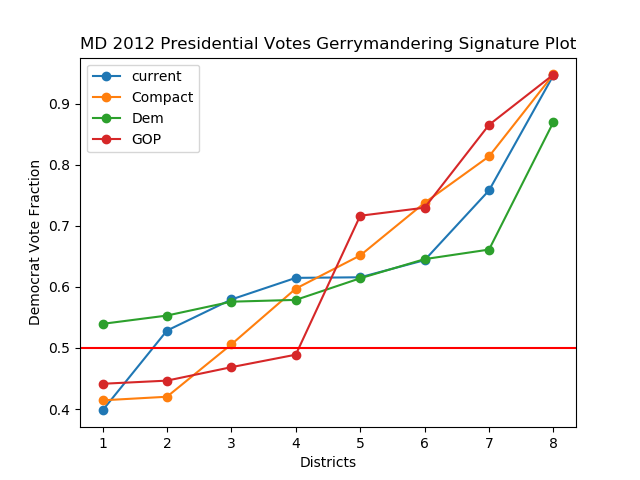 MD 2012 Presidential Votes Gerrymandering Signature Plot
current
Compact
Dem
GOP
Democrat Vote Fraction
0.9
0.8
0.7
0.6
0.5
0.4
1 2 3 4 5 6 7 8
Districts